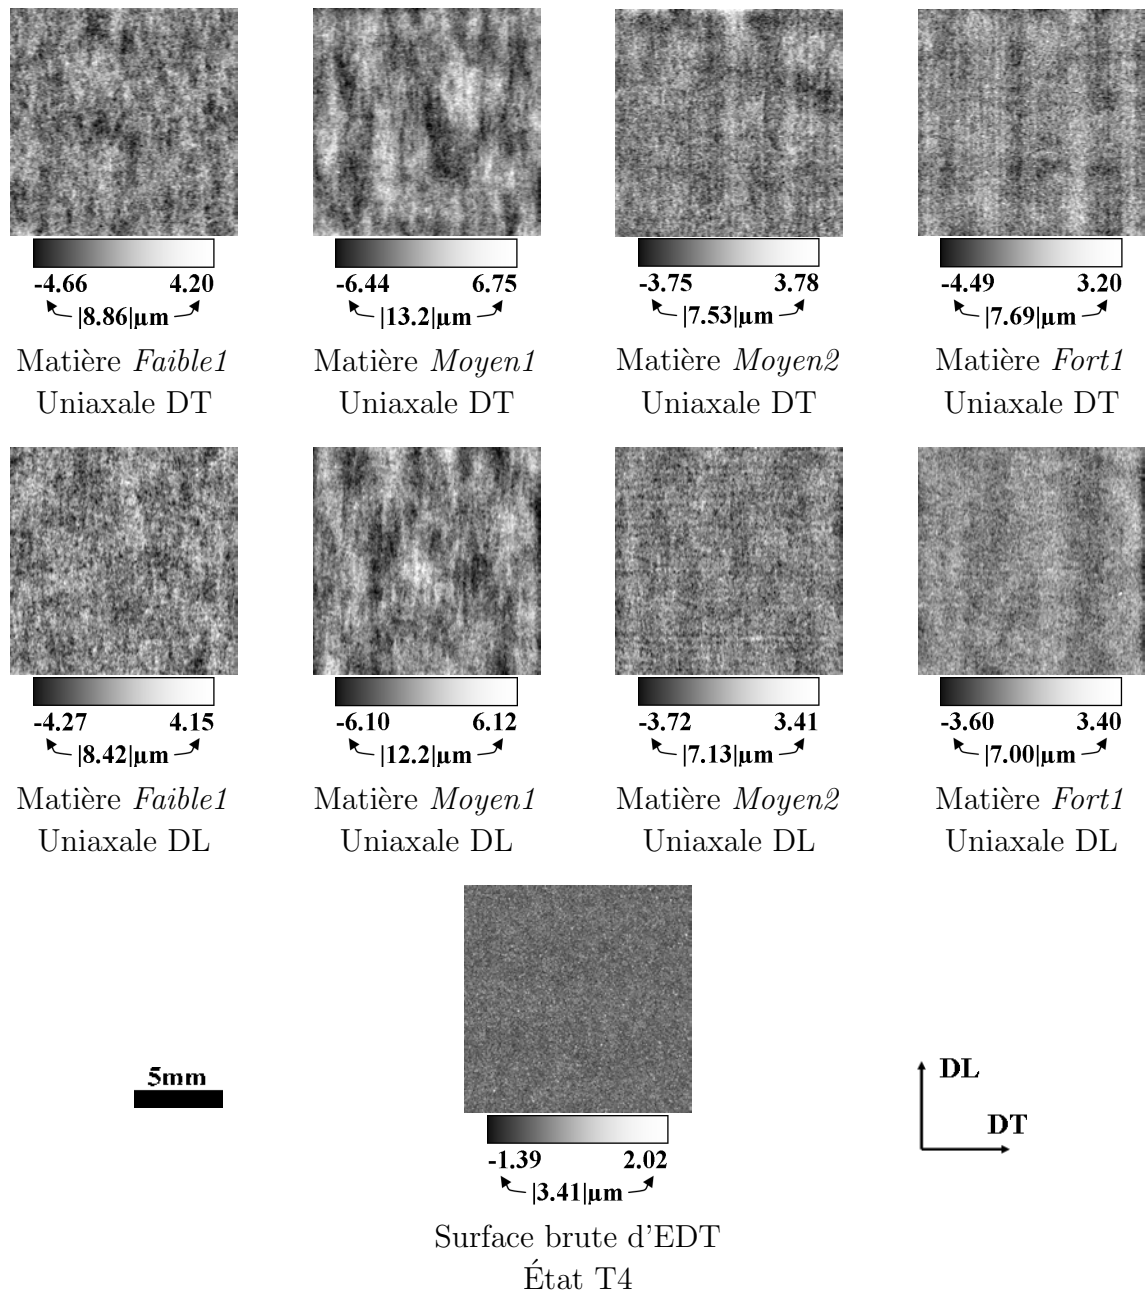 -4.66 4.20
|8.86|µm
Matière Faible1
Uniaxale DT
-6.44 6.75
|13.2|µm
Matière Moyen1
Uniaxale DT
-3.75 3.78
|7.53|µm
Matière Moyen2
Uniaxale DT
-4.49 3.20
|7.69|µm
Matière Fort1
Uniaxale DT
-4.27 4.15
|8.42|µm
Matière Faible1
Uniaxale DL
-6.10 6.12
|12.2|µm
Matière Moyen1
Uniaxale DL
-3.72 3.41
|7.13|µm
Matière Moyen2
Uniaxale DL
-3.60 3.40
|7.00|µm
Matière Fort1
Uniaxale DL
5mm
-1.39 2.02
|3.41|µm
Surface brute d'EDT
État T4
DL
DT